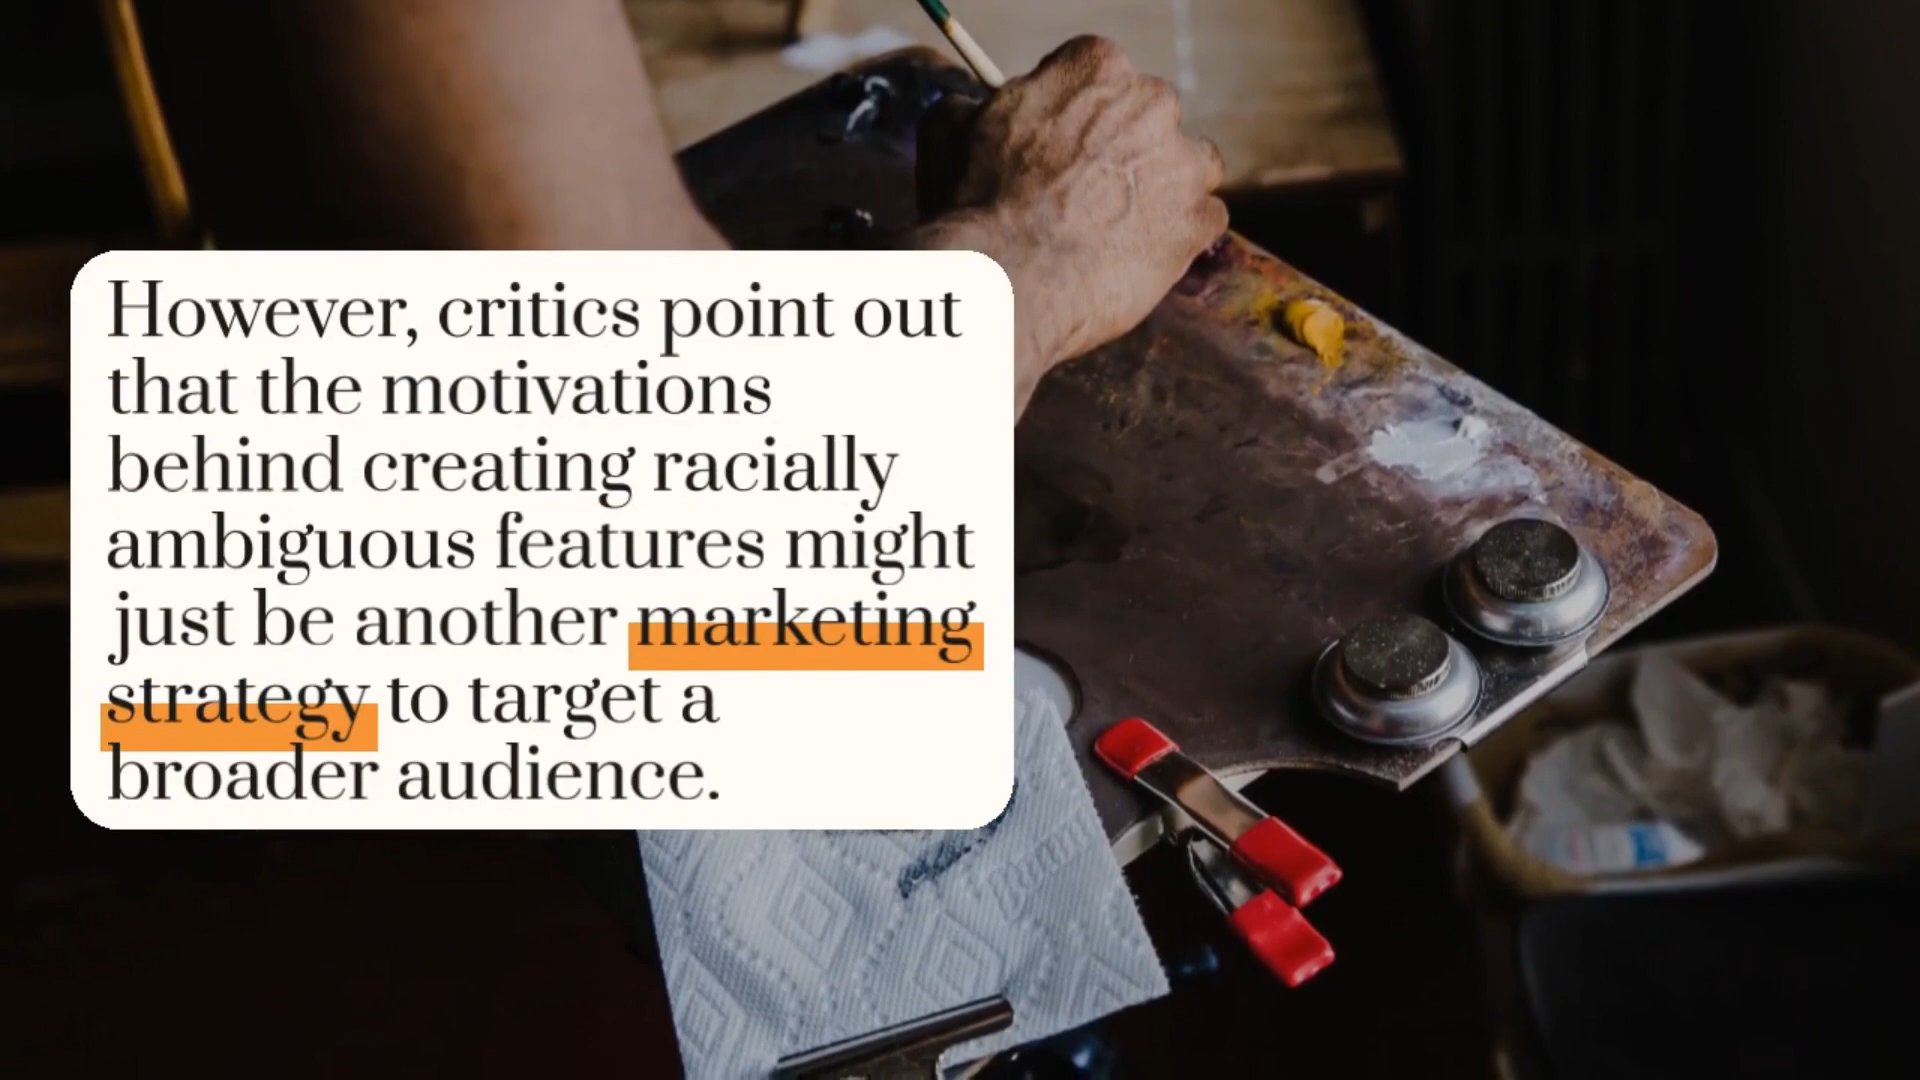 However, critics point out
that the motivations
behind creating racially
ambiguous features might
just be another marketing
strategy to target a
broader audience.